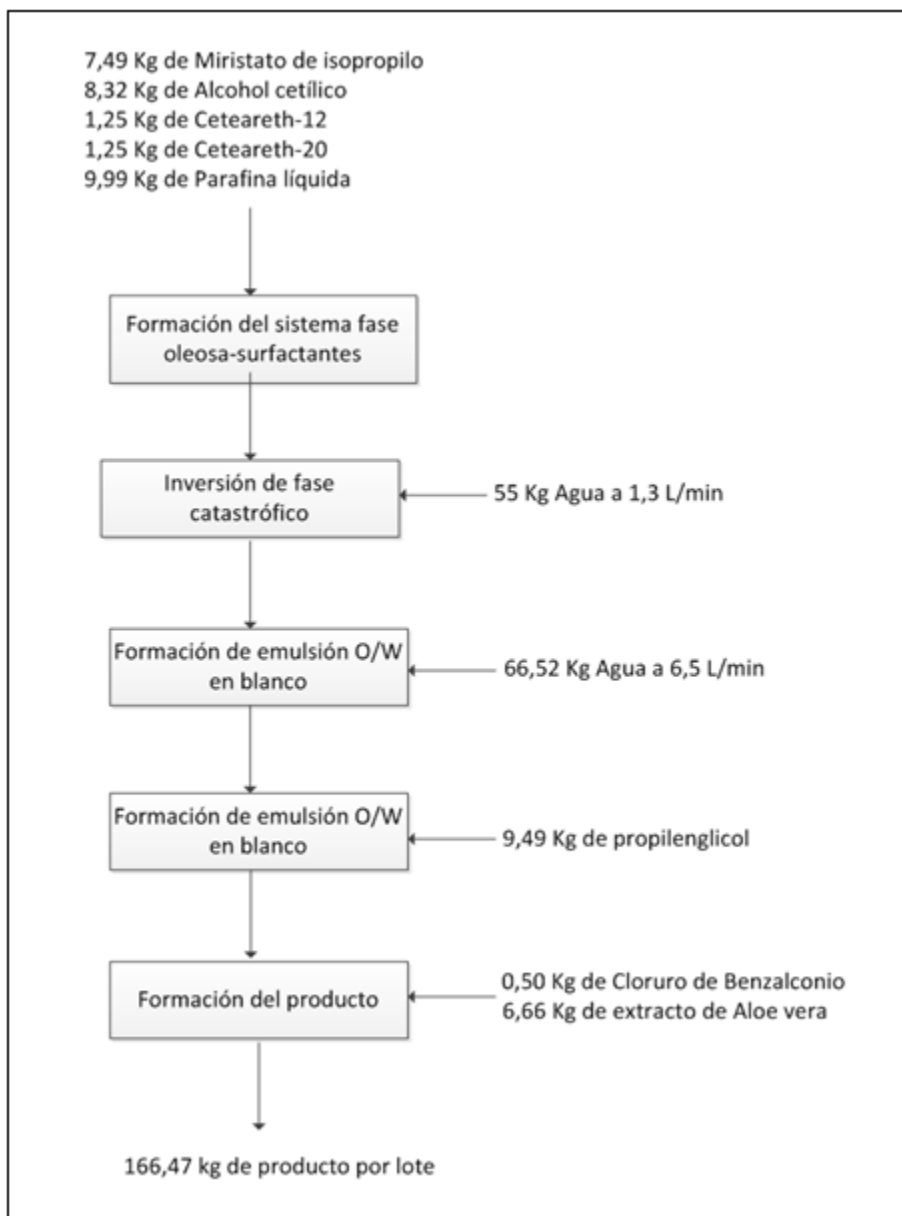 7,49 Kg de Miristato de isopropilo
8,32 Kg de Alcohol cetílico
1,25 Kg de Ceteareth-12
1,25 Kg de Ceteareth-20
9,99 Kg de Parafina líquida
Formación del sistema fase
oleosa-surfactantes
Inversión de fase
catastrófico
55 Kg Agua a 1,3 L/min
Formación de emulsión O/W
en blanco
66,52 Kg Agua a 6,5 L/min
Formación de emulsión O/W
en blanco
9,49 Kg de propilenglicol
Formación del producto
0,50 Kg de Cloruro de Benzalconio
6,66 Kg de extracto de Aloe vera
166,47 kg de producto por lote